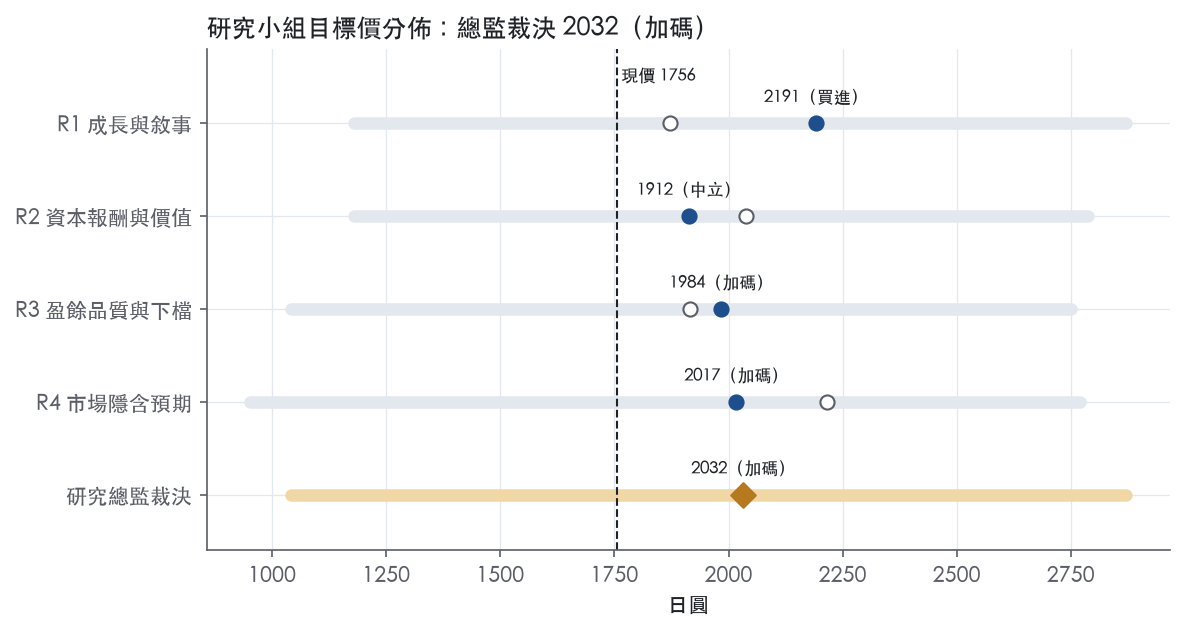 研究小組目標價分佈：總監裁決 2032（加碼）
現價 1756
2191（買進）
R1 成長與敘事
1912（中立）
R2 資本報酬與價值
1984（加碼）
R3 盈餘品質與下檔
2017（加碼）
R4 市場隱含預期
2032（加碼）
研究總監裁決
1000 1250 1500 1750 2000 2250 2500 2750
日圓